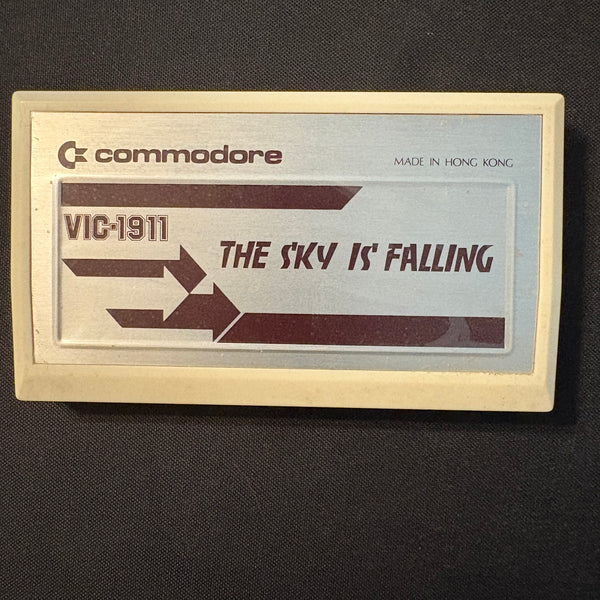 commodore
MADE IN HONG KONG
VIC-1911
THE SKY IS FALLING